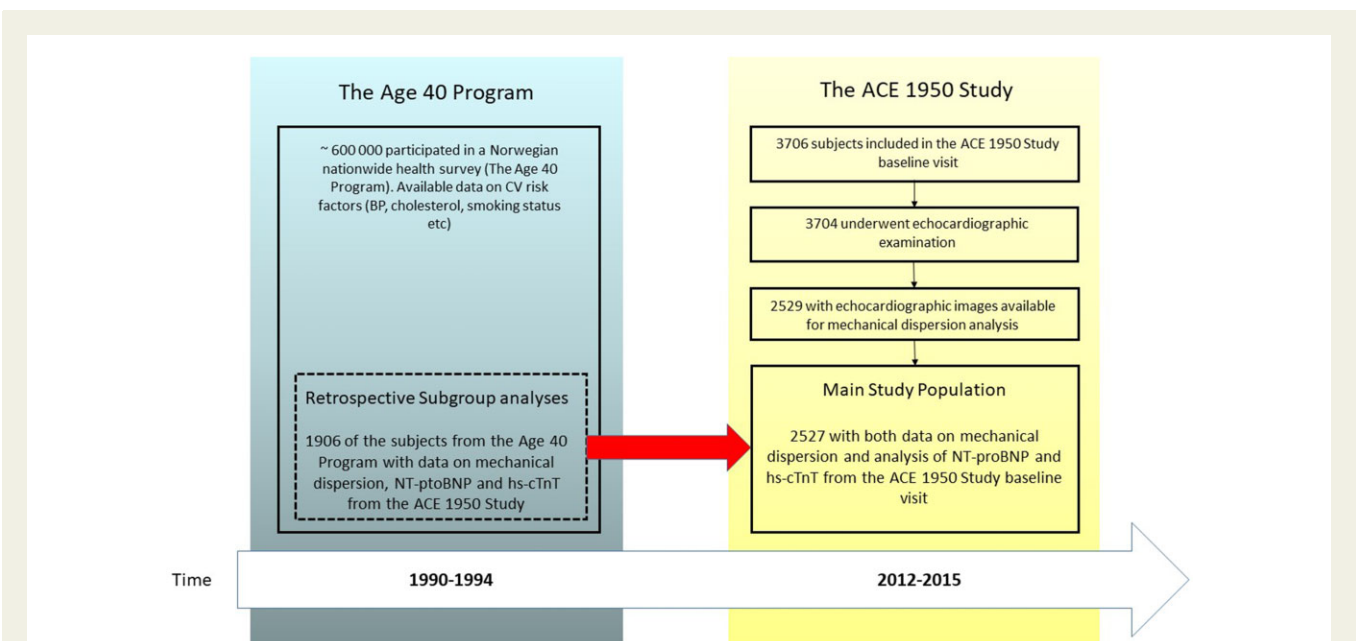 The Age 40 Program
~ 600 000 participated in a Norwegian
nationwide health survey (The Age 40
Program). Available data on CV risk
factors (BP, cholesterol, smoking status
etc)
Retrospective Subgroup analyses
1906 of the subjects from the Age 40
Program with data on mechanical
dispersion, NT-ptoBNP and hs-cTnT
from the ACE 1950 Study
The ACE 1950 Study
3706 subjects included in the ACE 1950 Study
baseline visit
3704 underwent echocardiographic
examination
2529 with echocardiographic images available
for mechanical dispersion analysis
Main Study Population
2527 with both data on mechanical
dispersion and analysis of NT-proBNP and
hs-cTnT from the ACE 1950 Study baseline
visit
Time
1990-1994
2012-2015